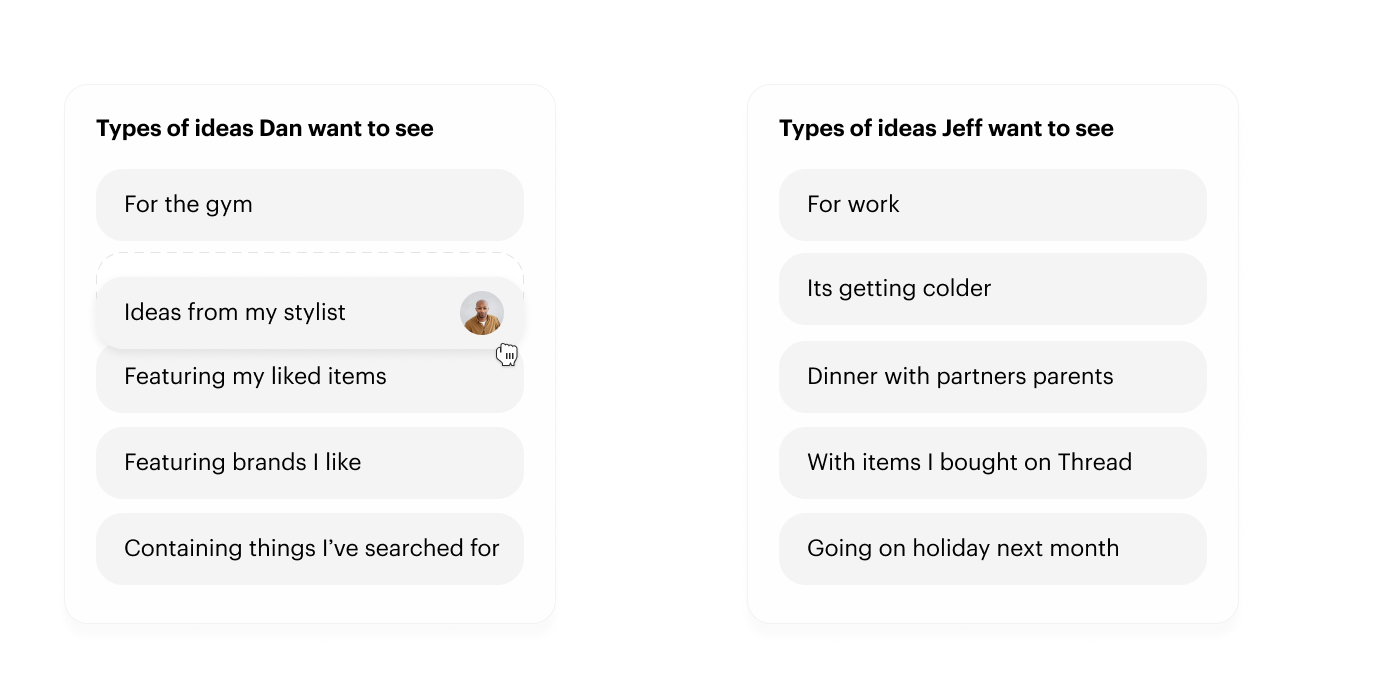 Types of ideas Dan want to see
For the gym
Ideas from my stylist
Featuring my liked items
Featuring brands I like
Containing things I’ve searched for
Types of ideas Jeff want to see
For work
Its getting colder
Dinner with partners parents
With items I bought on Thread
Going on holiday next month